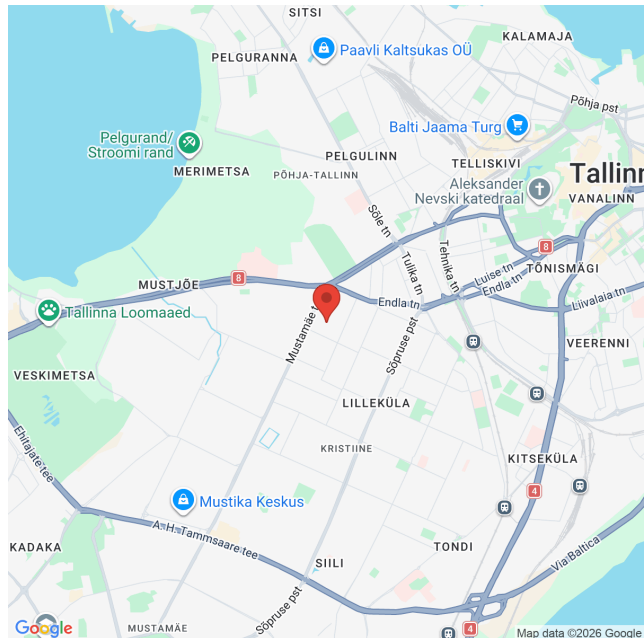 SITSI
KALAMAJA
Paavli Kaltsukas OÜ
PELGURANNA
Põhja pst
Balti Jaama Turg
Pelgurand/
Stroomi rand
PELGULINN
TELLISKIVI
MERIMETSA
PÕHJA-TALLINN
Tallinn
Aleksander
Nevski katedraal
VANALINN
Sõle tn
Tehnika tn
Tulika tn
8
TÕNISMÄGI
Luise tn
8
MUSTJÕE
Endla tn
Endla tn
Liivalaia tn
Tallinna Loomaaed
Mustamäe t
Sõpruse pst
VEERENNI
VESKIMETSA
LILLEKÜLA
Ehitajate tee
KRISTIINE
KITSEKÜLA
4
Mustika Keskus
A. H. Tammsaare tee
KADAKA
TONDI
SIILI
Via Baltica
Sõpruse pst
MUSTAMÄE
4
Google
Map data ©2026 Google